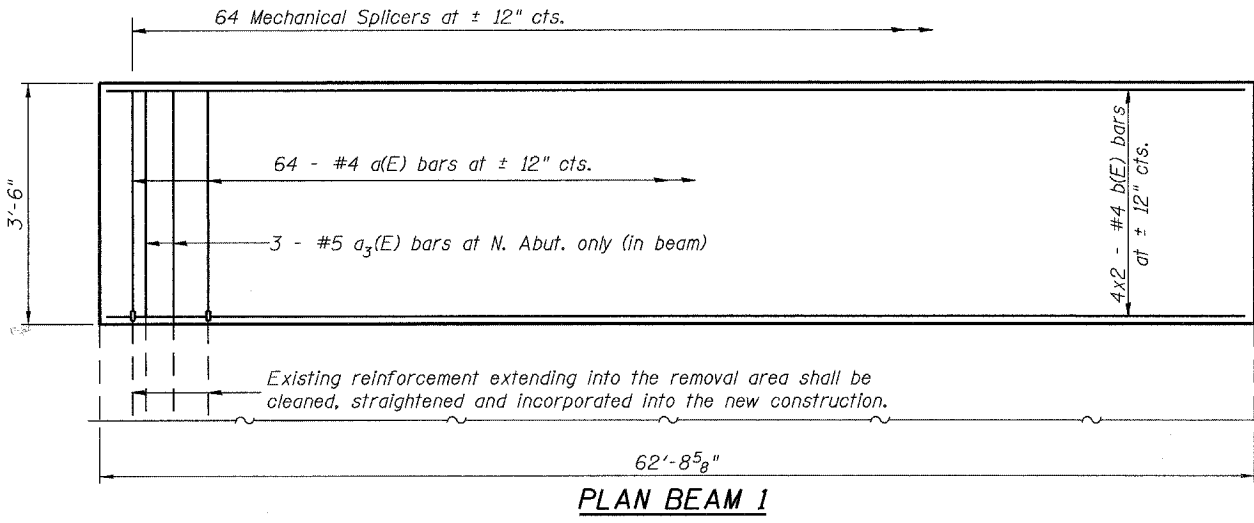 64 Mechanical Splicers at ± 12" cts.
3'-6"
64 - #4 a(E) bars at ± 12" cts.
3 - #5 a3(E) bars at N. Abut. only (in beam)
4x2 - #4 b(E) bars
at ± 12" cts.
Existing reinforcement extending into the removal area shall be
cleaned, straightened and incorporated into the new construction.
62'-8 5/8"
PLAN BEAM 1